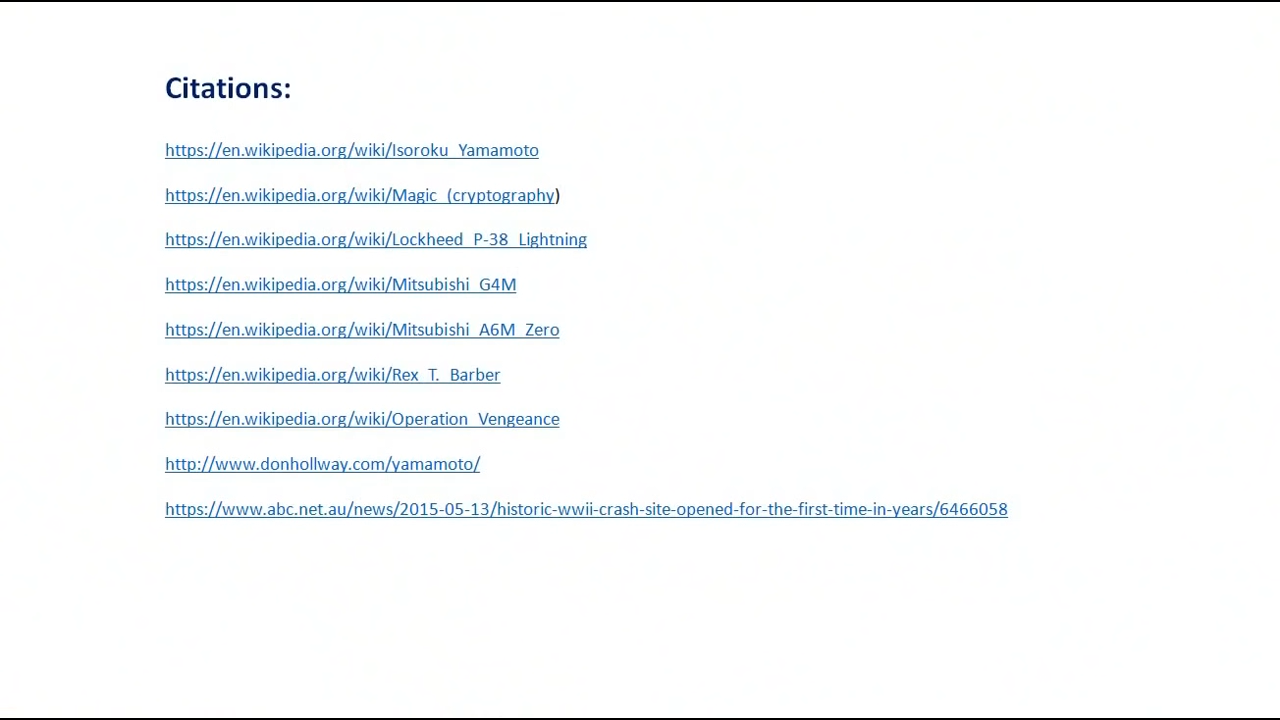 Citations:
https://en.wikipedia.org/wiki/Isoroku_Yamamoto
https://en.wikipedia.org/wiki/Magic_(cryptography)
https://en.wikipedia.org/wiki/Lockheed_P-38_Lightning
https://en.wikipedia.org/wiki/Mitsubishi_G4M
https://en.wikipedia.org/wiki/Mitsubishi_A6M_Zero
https://en.wikipedia.org/wiki/Rex_T._Barber
https://en.wikipedia.org/wiki/Operation_Vengeance
http://www.donhollway.com/yamamoto/
https://www.abc.net.au/news/2015-05-13/historic-wwii-crash-site-opened-for-the-first-time-in-years/6466058